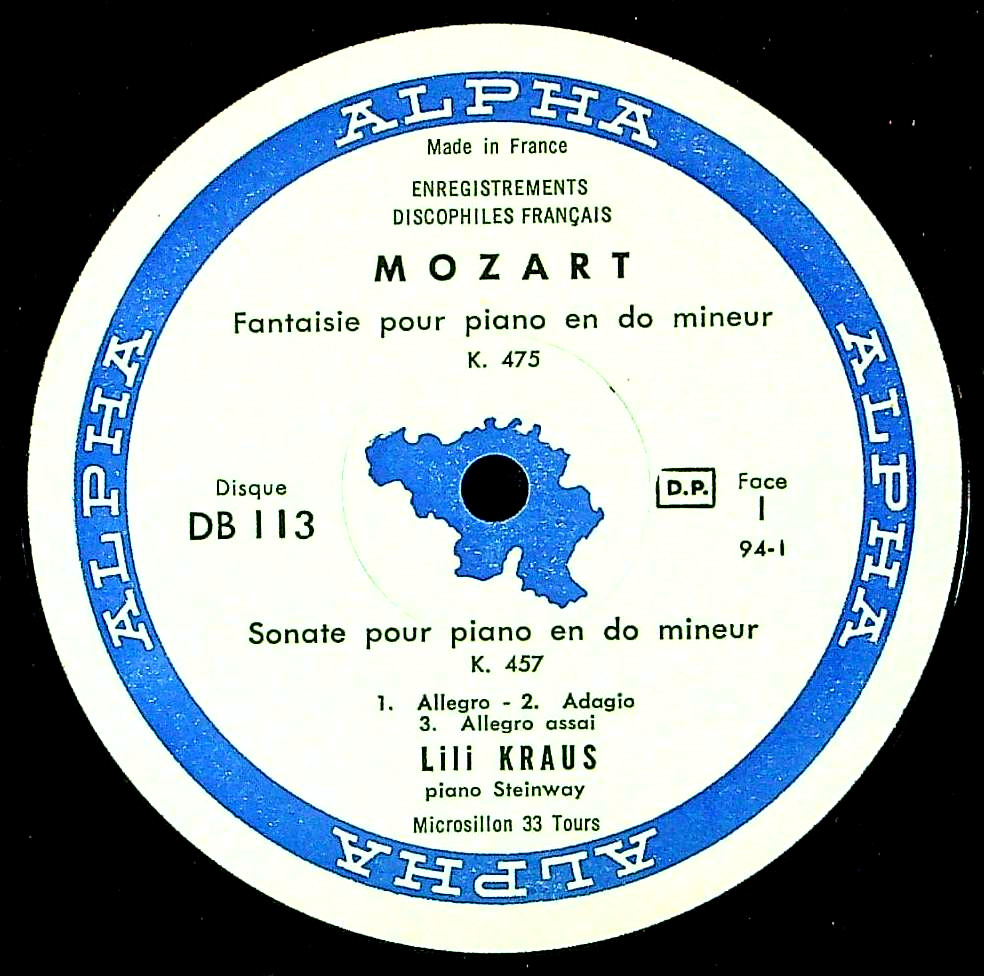 ALPHA
Made in France
ENREGISTREMENTS
DISCOPHILES FRANÇAIS
MOZART
Fantaisie pour piano en do mineur
K. 475
ALPHA
ALPHA
Disque
DB 113
D.P.
Face
1
94-1
Sonate pour piano en do mineur
K. 457
1. Allegro - 2. Adagio
3. Allegro assai
Lili KRAUS
piano Steinway
Microsillon 33 Tours
ALPHA